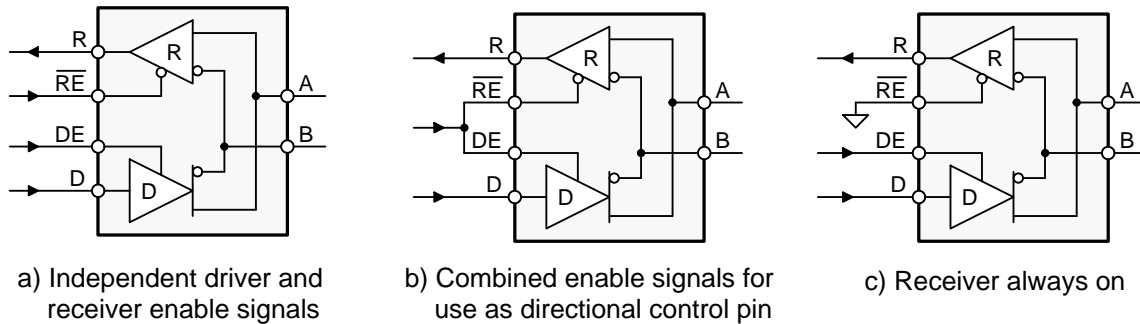 R
R
RE
A
DE
B
D
D
a) Independent driver and
receiver enable signals
R
R
RE
A
DE
B
D
D
b) Combined enable signals for
use as directional control pin
R
R
RE
A
DE
B
D
D
c) Receiver always on